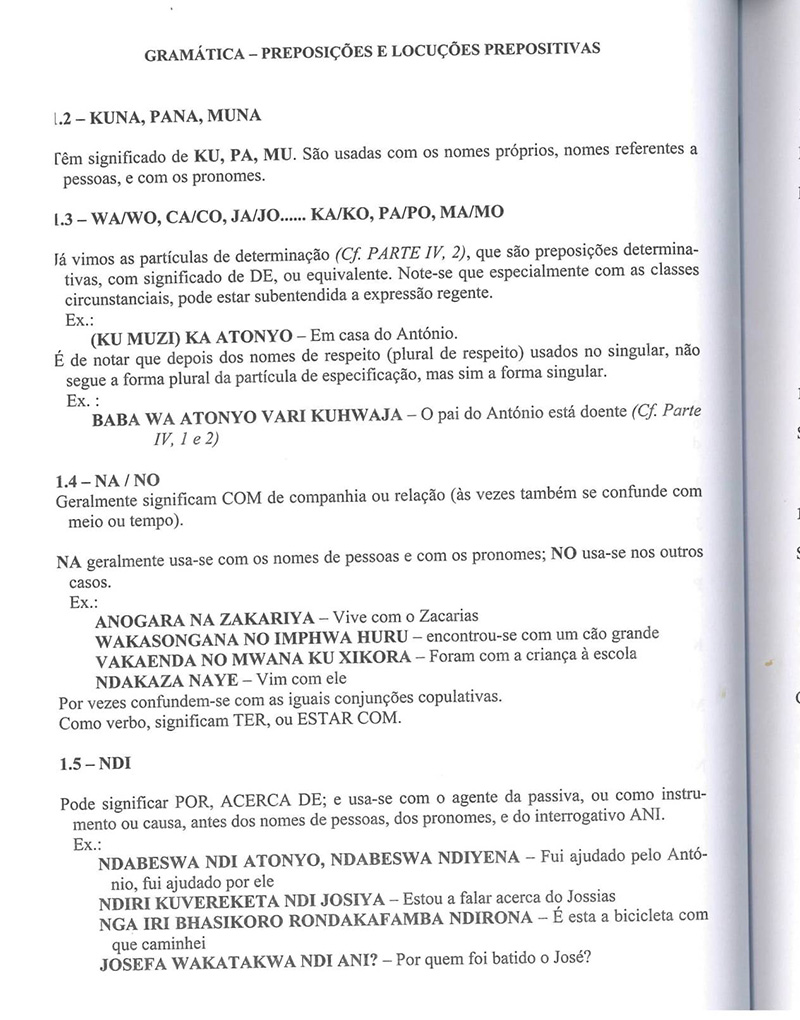 GRAMÁTICA – PREPOSIÇÕES E LOCUÇÕES PREPOSITIVAS
1.2 – KUNA, PANA, MUNA
Têm significado de KU, PA, MU. São usadas com os nomes próprios, nomes referentes a
pessoas, e com os pronomes.
1.3 – WA/WO, CA/CO, JA/JO...... KA/KO, PA/PO, MA/MO
Já vimos as partículas de determinação (Cf. PARTE IV, 2), que são preposições determina-
tivas, com significado de DE, ou equivalente. Note-se que especialmente com as classes
circunstanciais, pode estar subentendida a expressão regente.
Ex.:
(KU MUZI) KA ATONYO – Em casa do António.
É de notar que depois dos nomes de respeito (plural de respeito) usados no singular, não
segue a forma plural da partícula de especificação, mas sim a forma singular.
Ex. :
BABA WA ATONYO VARI KUHWAJA – O pai do António está doente (Cf. Parte
IV, 1 e 2)
1.4 – NA / NO
Geralmente significam COM de companhia ou relação (às vezes também se confunde com
meio ou tempo).
NA geralmente usa-se com os nomes de pessoas e com os pronomes; NO usa-se nos outros
casos.
Ex.:
ANOGARA NA ZAKARIYA – Vive com o Zacarias
WAKASONGANA NO IMPHWA HURU – encontrou-se com um cão grande
VAKAENDA NO MWANA KU XIKORA – Foram com a criança à escola
NDAKAZA NAYE – Vim com ele
Por vezes confundem-se com as iguais conjunções copulativas.
Como verbo, significam TER, ou ESTAR COM.
1.5 – NDI
Pode significar POR, ACERCA DE; e usa-se com o agente da passiva, ou como instru-
mento ou causa, antes dos nomes de pessoas, dos pronomes, e do interrogativo ANI.
Ex.:
NDABESWA NDI ATONYO, NDABESWA NDIYENA – Fui ajudado pelo Antó-
nio, fui ajudado por ele
NDIRI KUVEREKETA NDI JOSIYA – Estou a falar acerca do Jossias
NGA IRI BHASIKORO RONDAKAFAMBA NDIRONA – É esta a bicicleta com
que caminhei
JOSEFA WAKATAKWA NDI ANI? – Por quem foi batido o José?